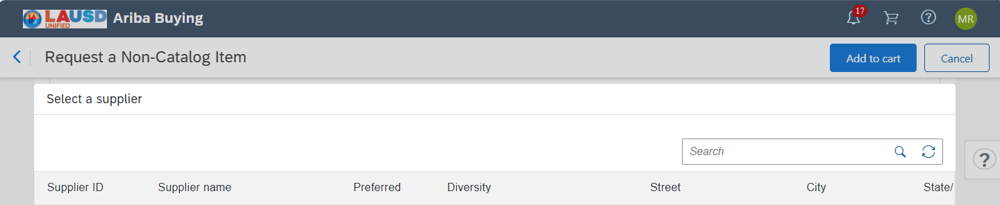 LAUSD UNIFIED Ariba Buying 17 MR
Request a Non-Catalog Item Add to cart Cancel
Select a supplier
Search
?
Supplier ID Supplier name Preferred Diversity Street City State/